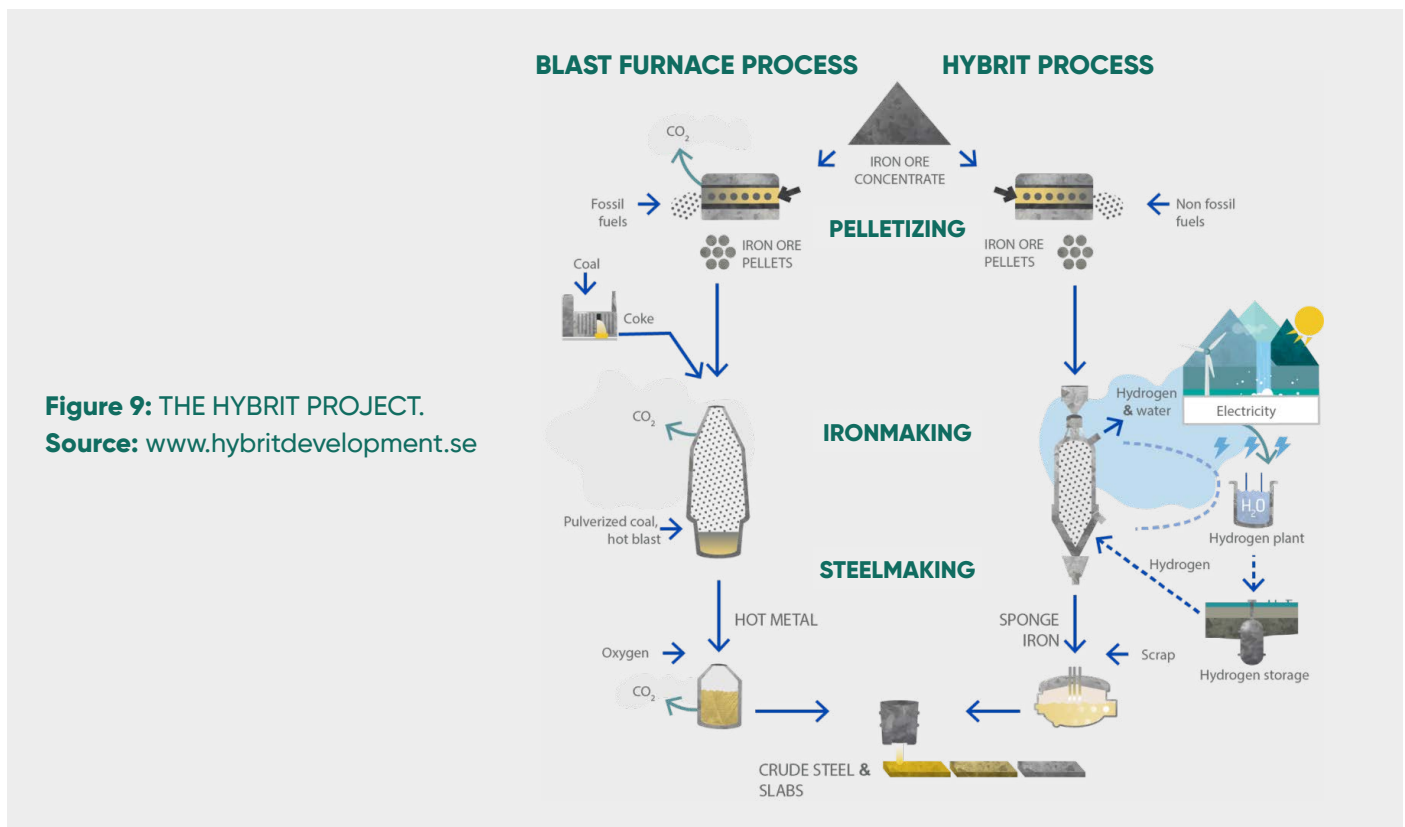 BLAST FURNACE PROCESS
HYBRIT PROCESS
CO2
IRON ORE
CONCENTRATE
Fossil
fuels
Non fossil
fuels
PELLETIZING
IRON ORE
PELLETS
IRON ORE
PELLETS
Coal
Coke
Hydrogen
& water
Electricity
Figure 9: THE HYBRIT PROJECT.
Source: www.hybritdevelopment.se
CO2
IRONMAKING
H2O
Pulverized coal,
hot blast
Hydrogen plant
STEELMAKING
Hydrogen
HOT METAL
SPONGE
IRON
Oxygen
Scrap
Hydrogen storage
CO2
CRUDE STEEL &
SLABS